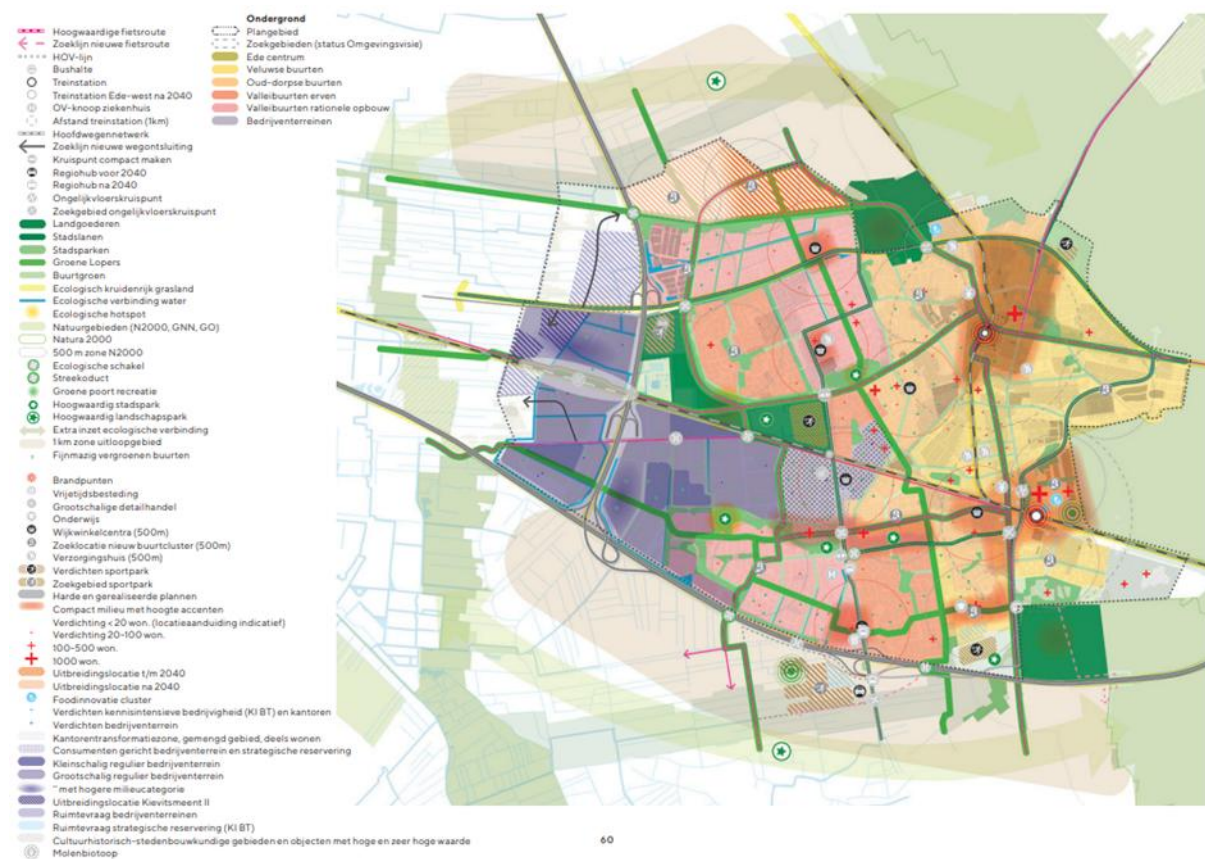 Hoogwaardige fietsroute
Zoeklijn nieuwe fietsroute
HOV-lijn
Bushalte
Treinstation
Treinstation Ede-west na 2040
OV-knoop ziekenhuis
Afstand treinstation (1km)
Hoofdwegennetwerk
Zoeklijn nieuwe wegontsluiting
Kruispunt compact maken
Regiohub voor 2040
Regiohub na 2040
Ongelijkvloerskruispunt
Zoekgebied ongelijkvloerskruispunt
Landgoederen
Stadslanen
Stadsparken
Groene Lopers
Buurtgroen
Ecologisch kruidenrijk grasland
Ecologische verbinding water
Ecologische hotspot
Natuurgebieden (N2000, GNN, GO)
Natura 2000
500 m zone N2000
Ecologische schakel
Streekoduct
Groene poort recreatie
Hoogwaardig stadspark
Hoogwaardig landschapspark
Extra inzet ecologische verbinding
1 km zone uitloopgebied
Fijnmazig vergroenen buurten
Brandpunten
Vrijetijdsbesteding
Grootschalige detailhandel
Onderwijs
Wijkwinkelcentra (500m)
Zoeklocatie nieuw buurtcluster (500m)
Verzorgingshuis (500m)
Verdichten sportpark
Zoekgebied sportpark
Harde en gerealiseerde plannen
Compact milieu met hoogte accenten
Verdichting < 20 won. (locatieaanduiding indicatief)
Verdichting 20-100 won.
100-500 won.
1000 won.
Uitbreidingslocatie t/m 2040
Uitbreidingslocatie na 2040
Foodinnovatie cluster
Verdichten kennisintensieve bedrijvigheid (KI BT) en kantoren
Verdichten bedrijventerrein
Kantorentransformatiezone, gemengd gebied, deels wonen
Consumenten gericht bedrijventerrein en strategische reservering
Kleinschalig regulier bedrijventerrein
Grootschalig regulier bedrijventerrein
" met hogere milieucategorie
Uitbreidingslocatie Kievitsmeent II
Ruimtevraag bedrijventerreinen
Ruimtevraag strategische reservering (KI BT)
Cultuurhistorisch-stedenbouwkundige gebieden en objecten met hoge en zeer hoge waarde
Molenbiotoop
Ondergrond
Plangebied
Zoekgebieden (status Omgevingsvisie)
Ede centrum
Veluwse buurten
Oud-dorpse buurten
Valleibuurten erven
Valleibuurten rationele opbouw
Bedrijventerreinen
H
60